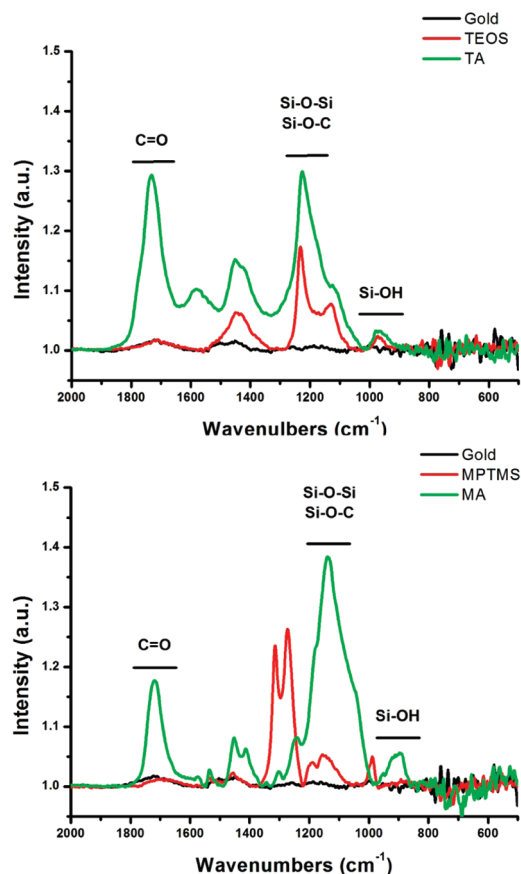 Gold
TEOS
TA
1.5
1.4
1.3
1.2
1.1
1.0
Intensity (a.u.)
C=O
Si-O-Si
Si-O-C
Si-OH
2000 1800 1600 1400 1200 1000 800 600
Wavenulbers (cm⁻¹)
Gold
MPTMS
MA
1.5
1.4
1.3
1.2
1.1
1.0
Intensity (a.u.)
C=O
Si-O-Si
Si-O-C
Si-OH
2000 1800 1600 1400 1200 1000 800 600
Wavenumbers (cm⁻¹)